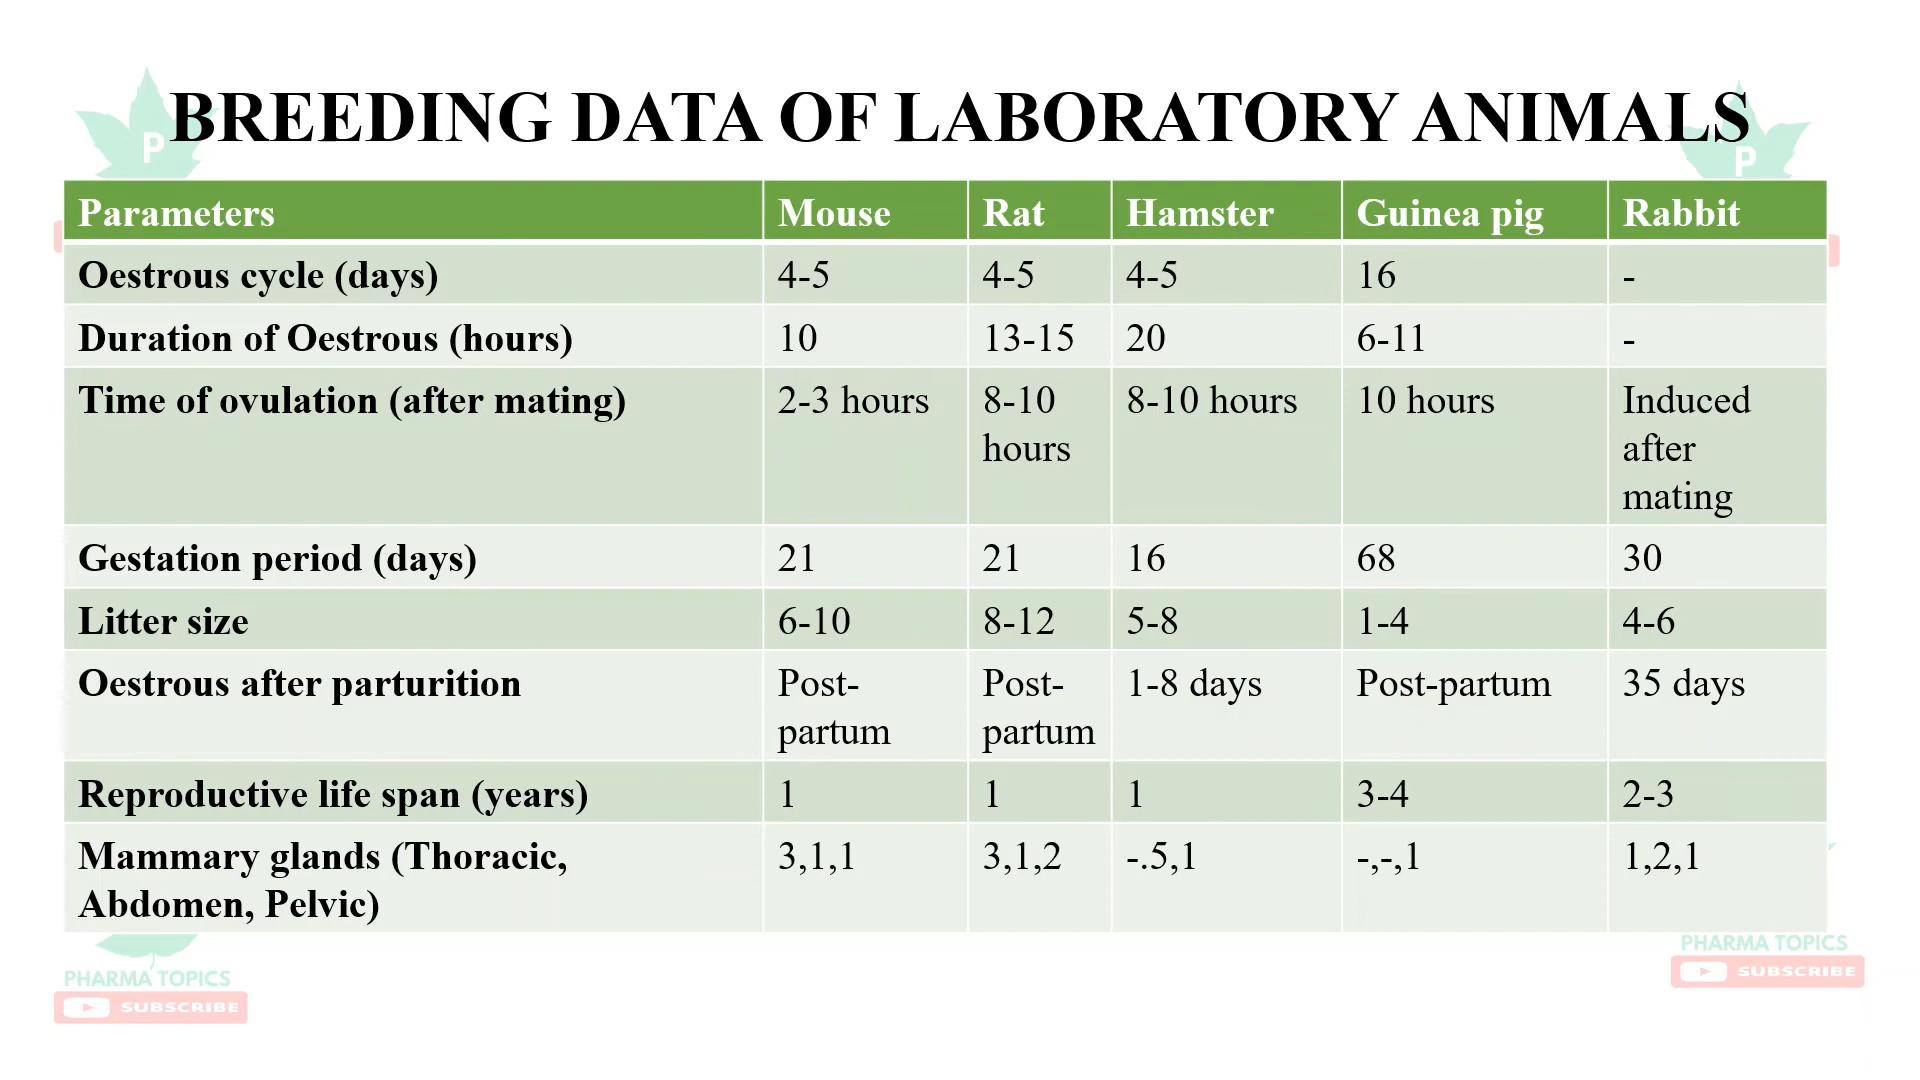 BREEDING DATA OF LABORATORY ANIMALS
P
P
Parameters Mouse Rat Hamster Guinea pig Rabbit
Oestrous cycle (days) 4-5 4-5 4-5 16 -
Duration of Oestrous (hours) 10 13-15 20 6-11 -
Time of ovulation (after mating) 2-3 hours 8-10 8-10 hours 10 hours Induced
hours after
mating
Gestation period (days) 21 21 16 68 30
Litter size 6-10 8-12 5-8 1-4 4-6
Oestrous after parturition Post- Post- 1-8 days Post-partum 35 days
partum partum
Reproductive life span (years) 1 1 1 3-4 2-3
Mammary glands (Thoracic, 3,1,1 3,1,2 -.5,1 -,-,1 1,2,1
Abdomen, Pelvic)
PHARMA TOPICS
SUBSCRIBE
PHARMA TOPICS
SUBSCRIBE